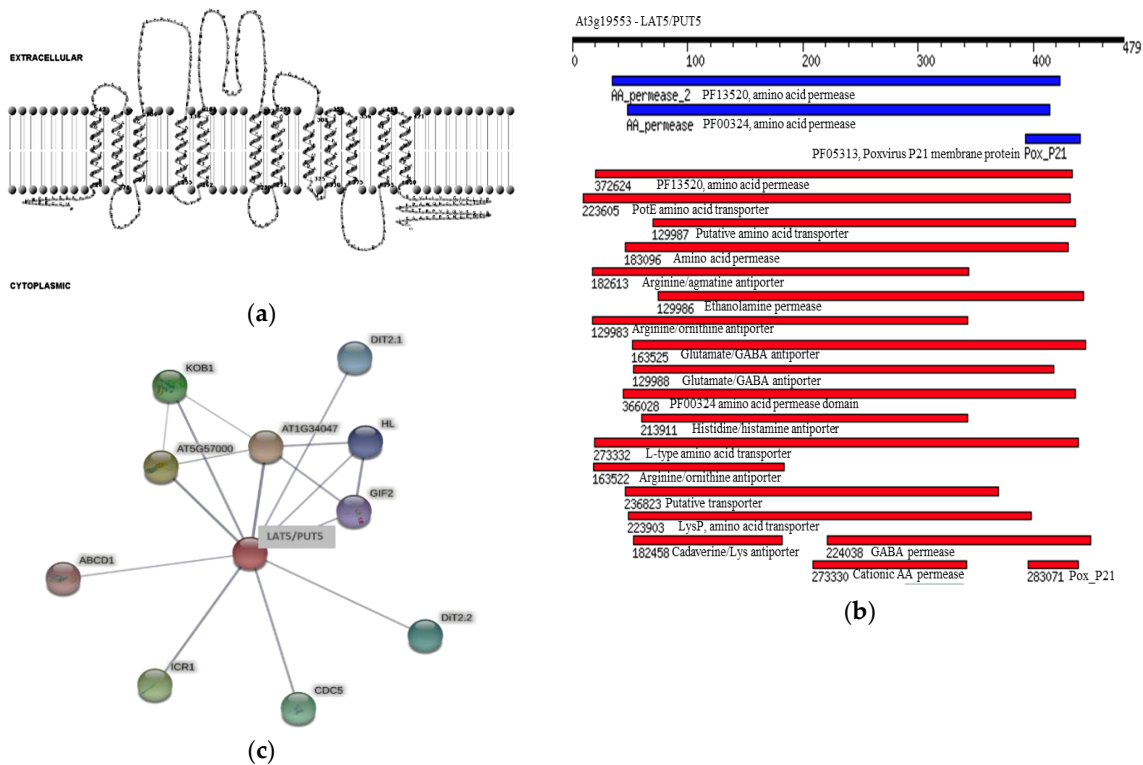 EXTRACELLULAR
CYTOPLASMIC
(a)
At3g19553 - LAT5/PUT5
0 100 200 300 400 479
AA_permease_2 PF13520, amino acid permease
AA_permease PF00324, amino acid permease
PF05313, Poxvirus P21 membrane protein Pox_P21
372624 PF13520, amino acid permease
223605 PotE amino acid transporter
129987 Putative amino acid transporter
183096 Amino acid permease
182613 Arginine/agmatine antiporter
129986 Ethanolamine permease
129983 Arginine/ornithine antiporter
163525 Glutamate/GABA antiporter
129988 Glutamate/GABA antiporter
366028 PF00324 amino acid permease domain
213911 Histidine/histamine antiporter
273332 L-type amino acid transporter
163522 Arginine/ornithine antiporter
236823 Putative transporter
223903 LysP, amino acid transporter
182458 Cadaverine/Lys antiporter 224038 GABA permease
273330 Cationic AA permease 283071 Pox_P21
(b)
DIT2.1
KOB1
AT1G34047
HL
AT5G57000
GIF2
LAT5/PUT5
ABCD1
DiT2.2
ICR1
CDC5
(c)